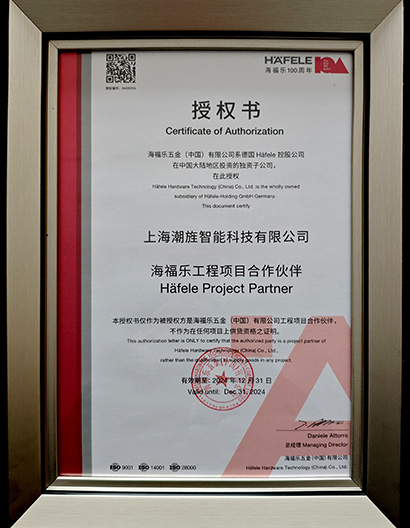 HÄFELE
海福乐100周年
授权书
Certificate of Authorization
海福乐五金（中国）有限公司系德国 Häfele 控股公司
在中国大陆地区投资的独资子公司，
在此授权
Häfele Hardware Technology (China) Co., Ltd. is the wholly owned
subsidiary of Häfele-Holding GmbH Germany.
This document certify
上海潮旌智能科技有限公司
海福乐工程项目合作伙伴
Häfele Project Partner
本授权书仅作为被授权方是海福乐五金（中国）有限公司工程项目合作伙伴，
不作为在任何项目上供货资格之证明。
This authorization letter is ONLY to certify that the authorized party is a project partner of
Häfele Hardware Technology (China) Co., Ltd.,
rather than the qualification to supply goods in any project.
有效期至：2024 年 12 月 31 日
Valid until: Dec. 31, 2024
Daniele Attorre
总经理 Managing Director
海福乐五金（中国）有限公司
Häfele Hardware Technology (China) Co., Ltd.
ISO 9001 ISO 14001 ISO 28000